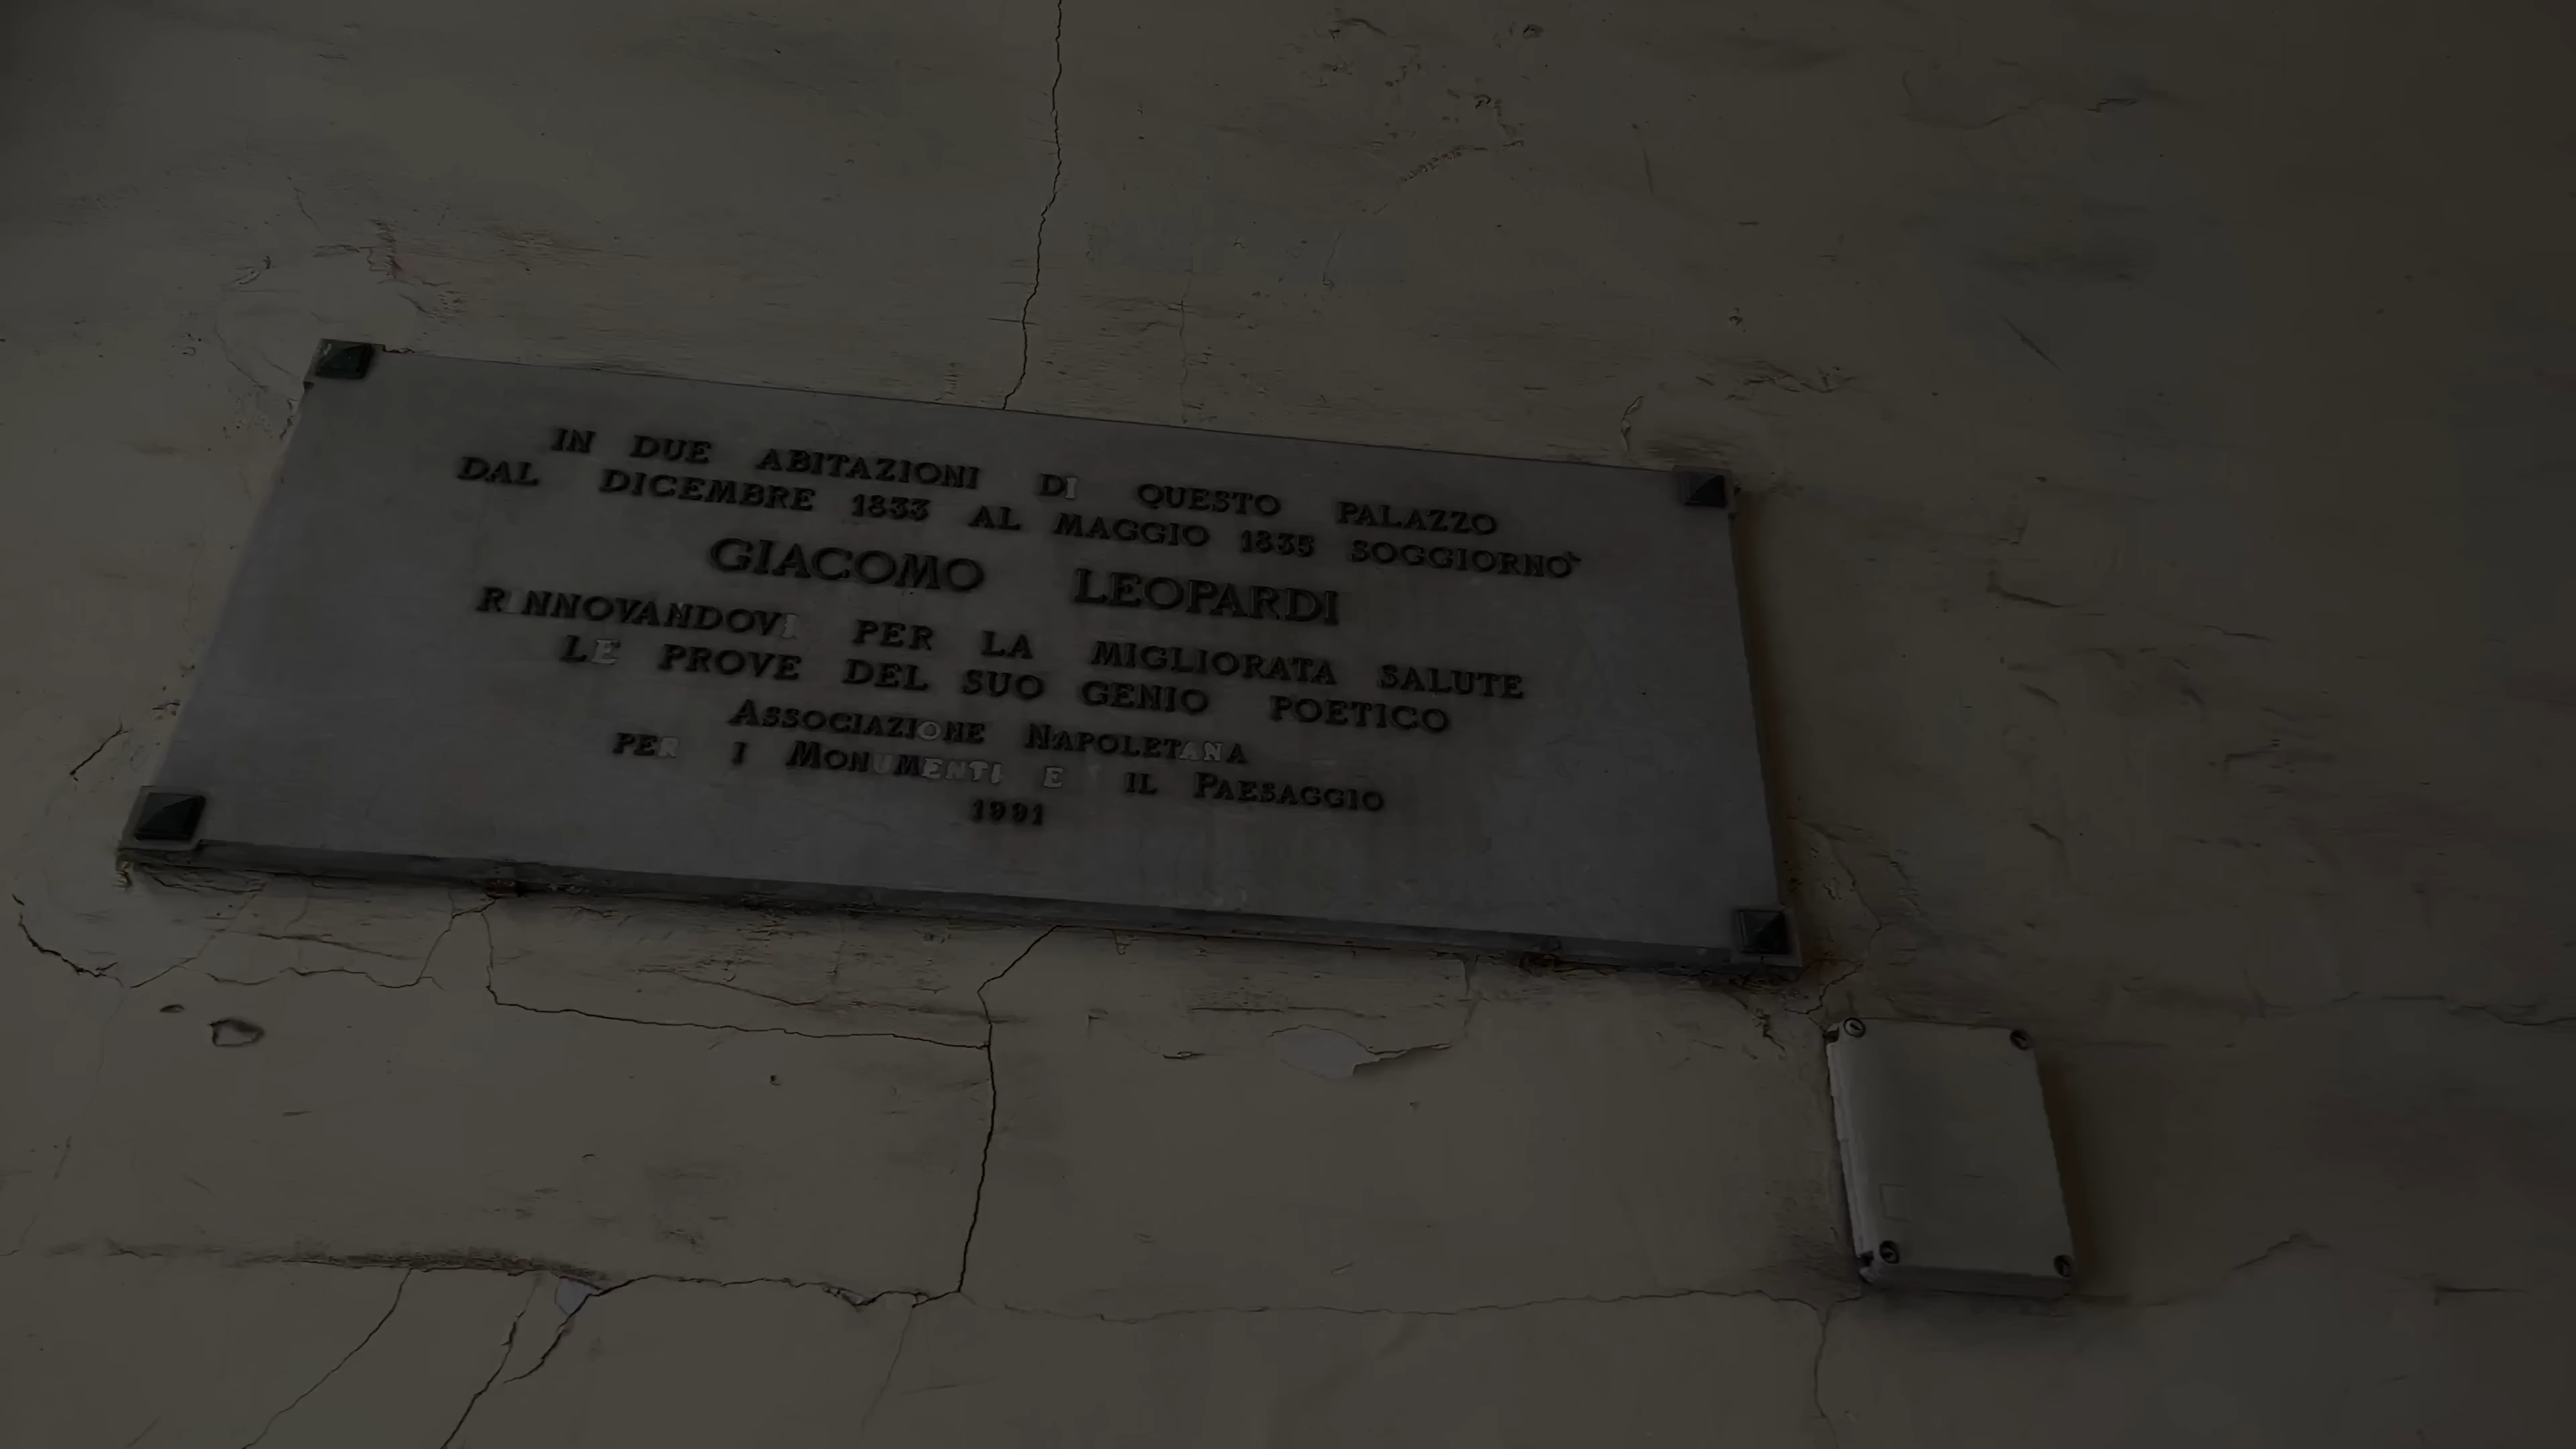 IN DUE ABITAZIONI DI QUESTO PALAZZO
DAL DICEMBRE 1833 AL MAGGIO 1835 SOGGIORNÒ
GIACOMO LEOPARDI
RINNOVANDOVI PER LA MIGLIORATA SALUTE
LE PROVE DEL SUO GENIO POETICO
ASSOCIAZIONE NAPOLETANA
PER I MONUMENTI E IL PAESAGGIO
1991